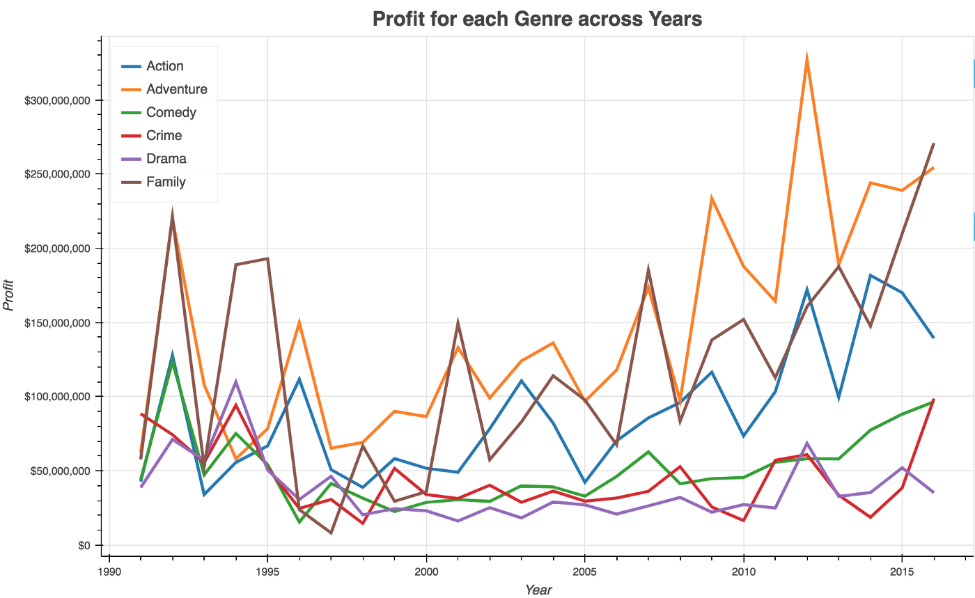 Profit for each Genre across Years
Action
Adventure
Comedy
Crime
Drama
Family
$300,000,000
$250,000,000
$200,000,000
$150,000,000
$100,000,000
$50,000,000
$0
Profit
1990 1995 2000 2005 2010 2015
Year